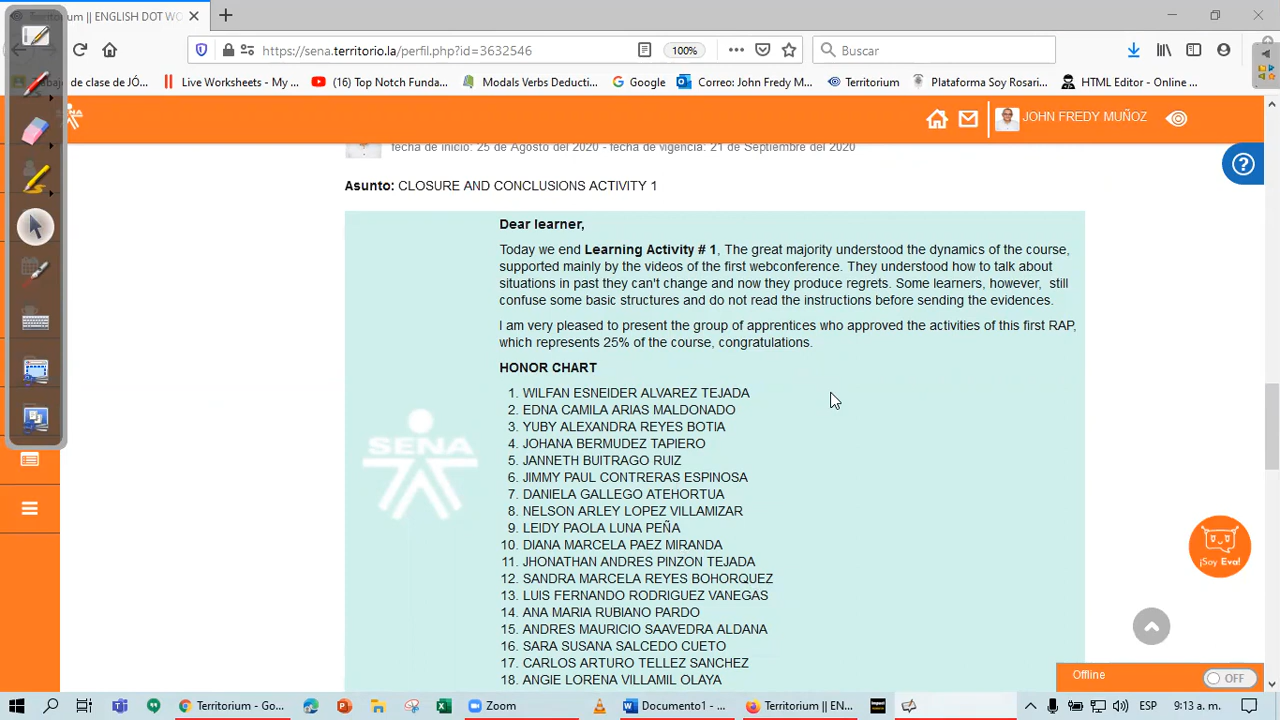 Territorium || ENGLISH DOT WO
https://sena.territorio.la/perfil.php?id=3632546
100%
Buscar
abajo de clase de JÓ...
Live Worksheets - My ...
(16) Top Notch Funda...
Modals Verbs Deducti...
Google
Correo: John Fredy M...
Territorium
Plataforma Soy Rosari...
HTML Editor - Online ...
JOHN FREDY MUÑOZ
fecha de inicio: 25 de Agosto del 2020 - fecha de vigencia: 21 de Septiembre del 2020
Asunto: CLOSURE AND CONCLUSIONS ACTIVITY 1
Dear learner,
Today we end Learning Activity # 1, The great majority understood the dynamics of the course,
supported mainly by the videos of the first webconference. They understood how to talk about
situations in past they can't change and now they produce regrets. Some learners, however, still
confuse some basic structures and do not read the instructions before sending the evidences.
I am very pleased to present the group of apprentices who approved the activities of this first RAP,
which represents 25% of the course, congratulations.
HONOR CHART
1. WILFAN ESNEIDER ALVAREZ TEJADA
2. EDNA CAMILA ARIAS MALDONADO
3. YUBY ALEXANDRA REYES BOTIA
4. JOHANA BERMUDEZ TAPIERO
5. JANNETH BUITRAGO RUIZ
6. JIMMY PAUL CONTRERAS ESPINOSA
7. DANIELA GALLEGO ATEHORTUA
8. NELSON ARLEY LOPEZ VILLAMIZAR
9. LEIDY PAOLA LUNA PEÑA
10. DIANA MARCELA PAEZ MIRANDA
11. JHONATHAN ANDRES PINZON TEJADA
12. SANDRA MARCELA REYES BOHORQUEZ
13. LUIS FERNANDO RODRIGUEZ VANEGAS
14. ANA MARIA RUBIANO PARDO
15. ANDRES MAURICIO SAAVEDRA ALDANA
16. SARA SUSANA SALCEDO CUETO
17. CARLOS ARTURO TELLEZ SANCHEZ
18. ANGIE LORENA VILLAMIL OLAYA
SENA
¡Soy Eva!
Offline
OFF
Territorium - Go...
Zoom
Documento1 - ...
Territorium || EN...
ESP
9:13 a. m.